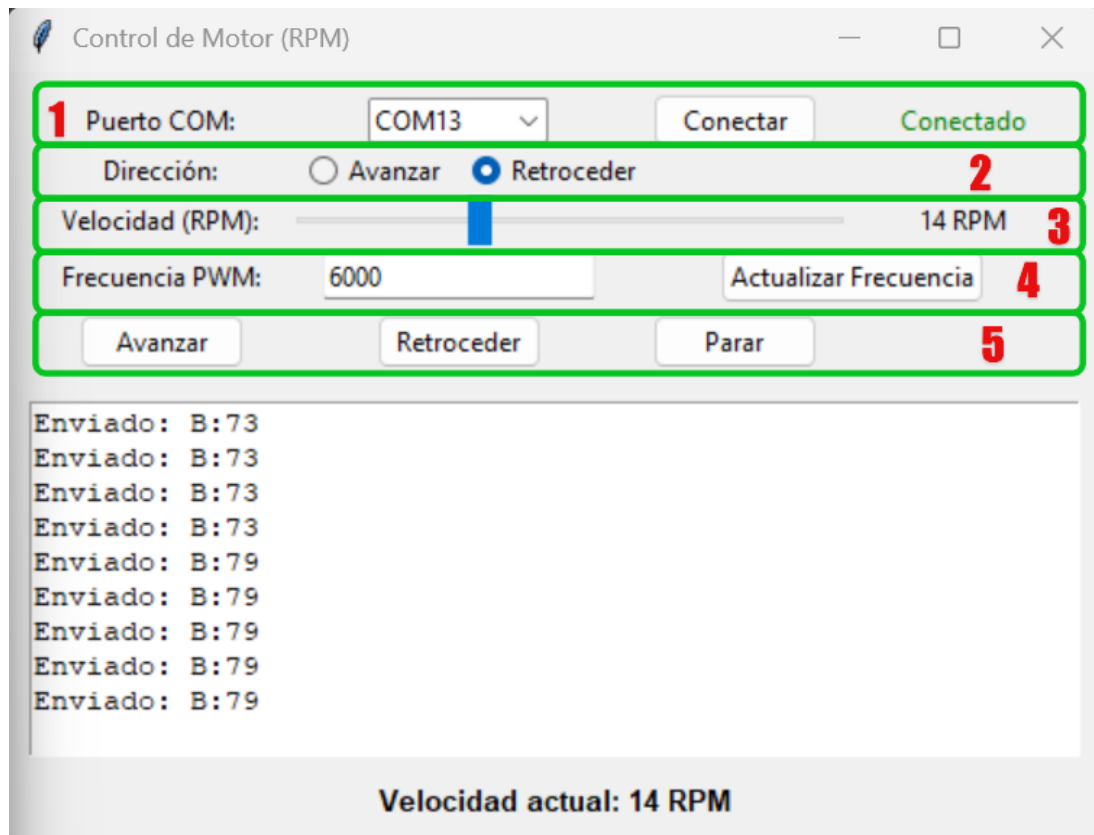 Control de Motor (RPM)
1 Puerto COM: COM13 Conectar Conectado
Dirección: Avanzar Retroceder 2
Velocidad (RPM): 14 RPM 3
Frecuencia PWM: 6000 Actualizar Frecuencia 4
Avanzar Retroceder Parar 5
Enviado: B:73
Enviado: B:73
Enviado: B:73
Enviado: B:73
Enviado: B:79
Enviado: B:79
Enviado: B:79
Enviado: B:79
Enviado: B:79
Velocidad actual: 14 RPM